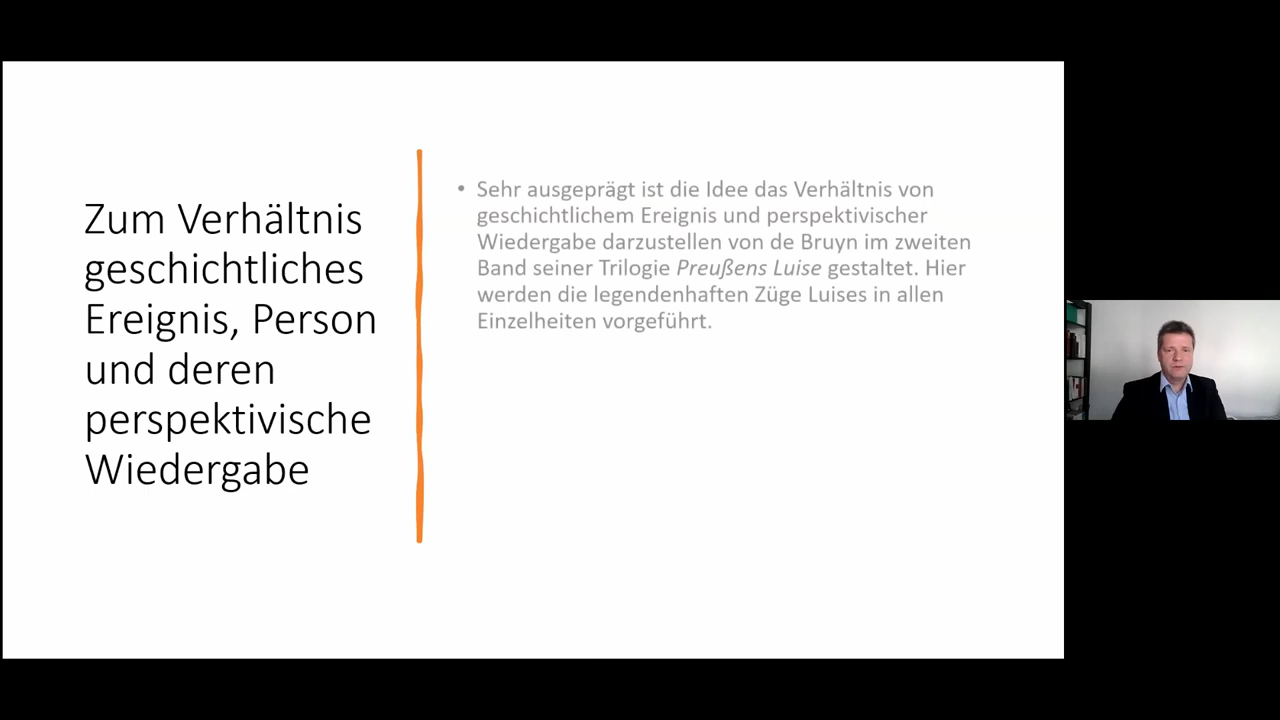 Zum Verhältnis
geschichtliches
Ereignis, Person
und deren
perspektivische
Wiedergabe
• Sehr ausgeprägt ist die Idee das Verhältnis von
geschichtlichem Ereignis und perspektivischer
Wiedergabe darzustellen von de Bruyn im zweiten
Band seiner Trilogie Preußens Luise gestaltet. Hier
werden die legendenhaften Züge Luises in allen
Einzelheiten vorgeführt.